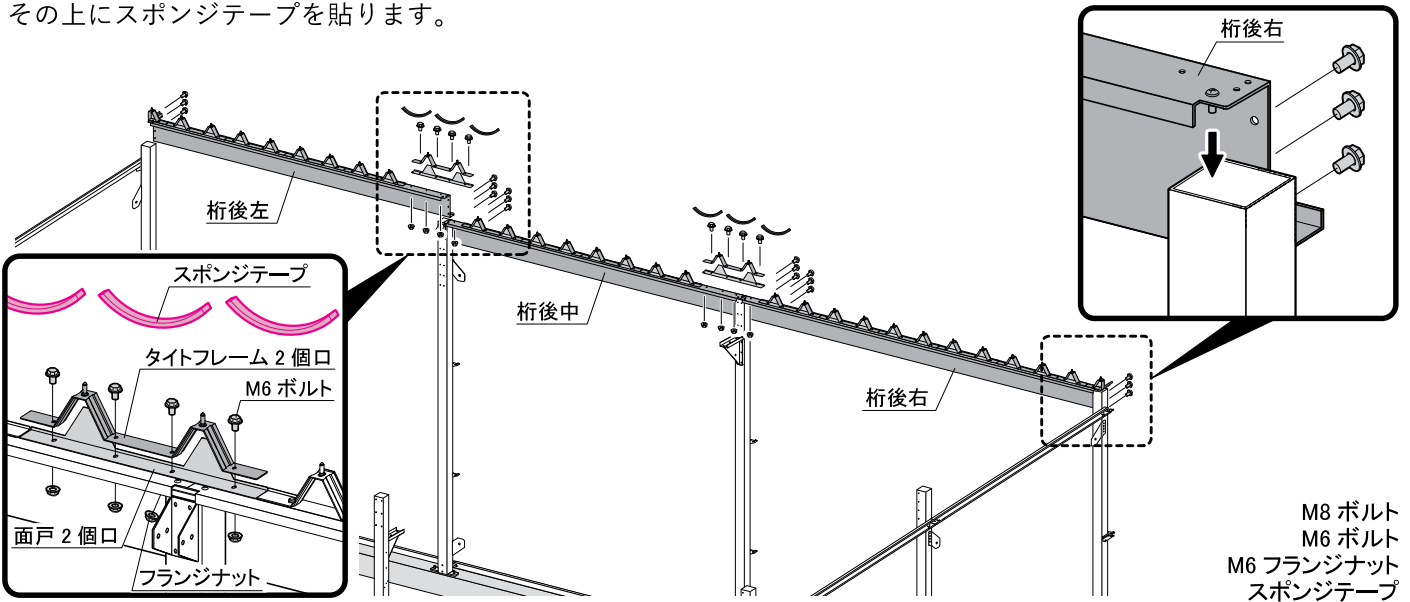 その上にスポンジテープを貼ります。
桁後右
桁後左
スポンジテープ
桁後中
タイトフレーム 2 個口
M6 ボルト
桁後右
面戸 2 個口
フランジナット
M8 ボルト
M6 ボルト
M6 フランジナット
スポンジテープ